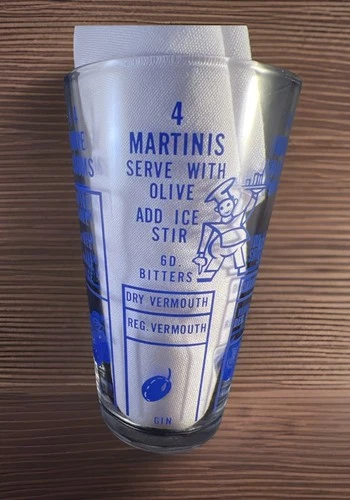 4
MARTINIS
SERVE WITH
OLIVE
ADD ICE
STIR
6D.
BITTERS
DRY VERMOUTH
REG. VERMOUTH
GIN